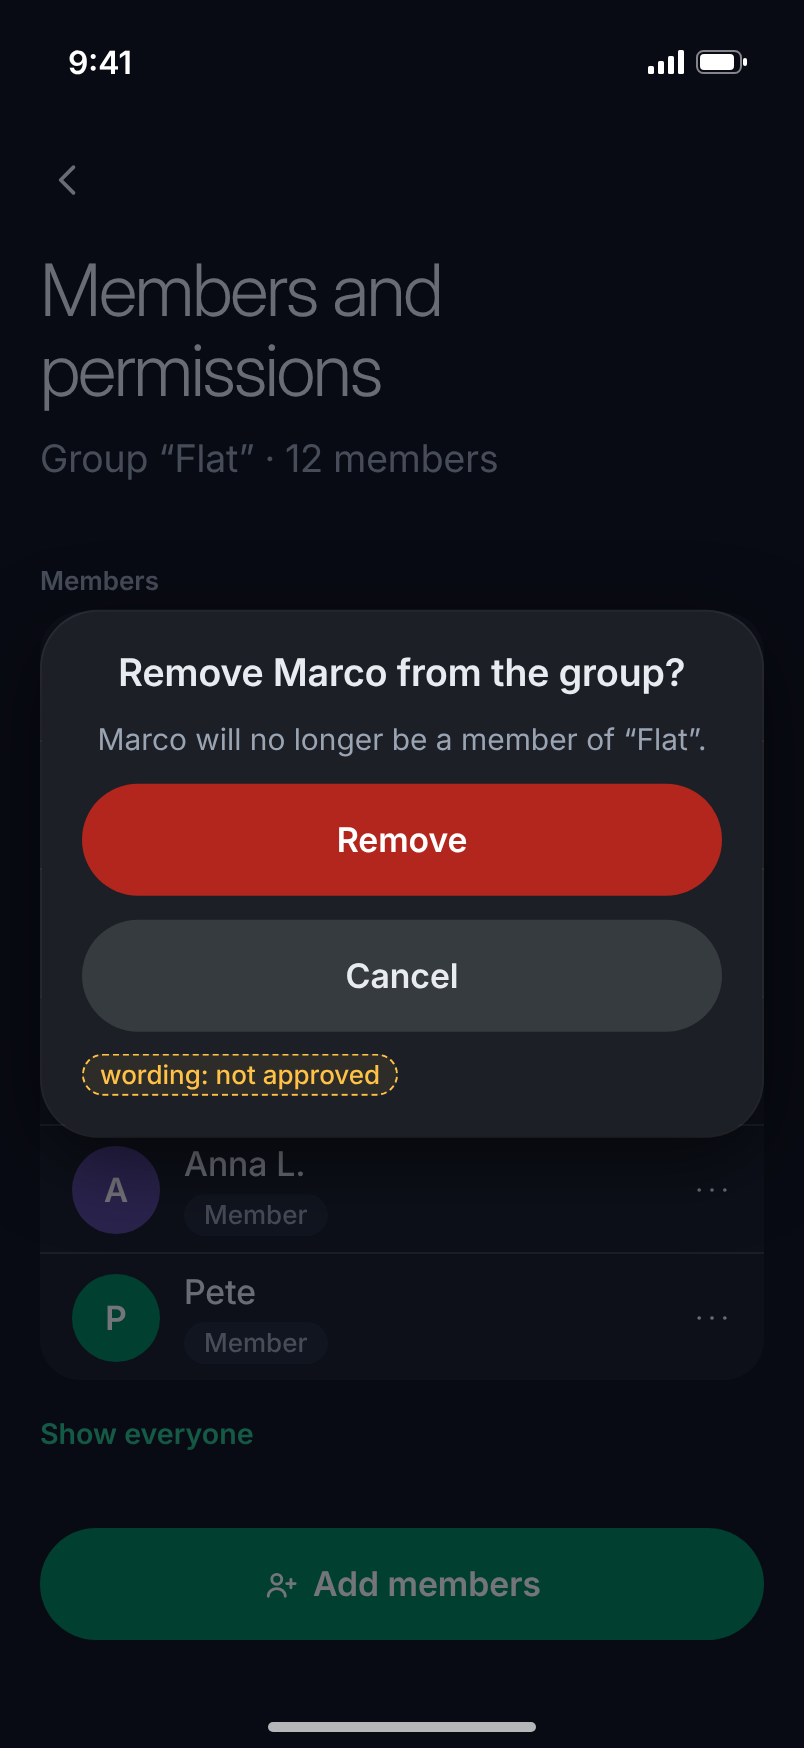 9:41
Members and
permissions
Group “Flat” · 12 members
Members
Remove Marco from the group?
Marco will no longer be a member of “Flat”.
Remove
Cancel
wording: not approved
A
Anna L.
Member
P
Pete
Member
Show everyone
Add members